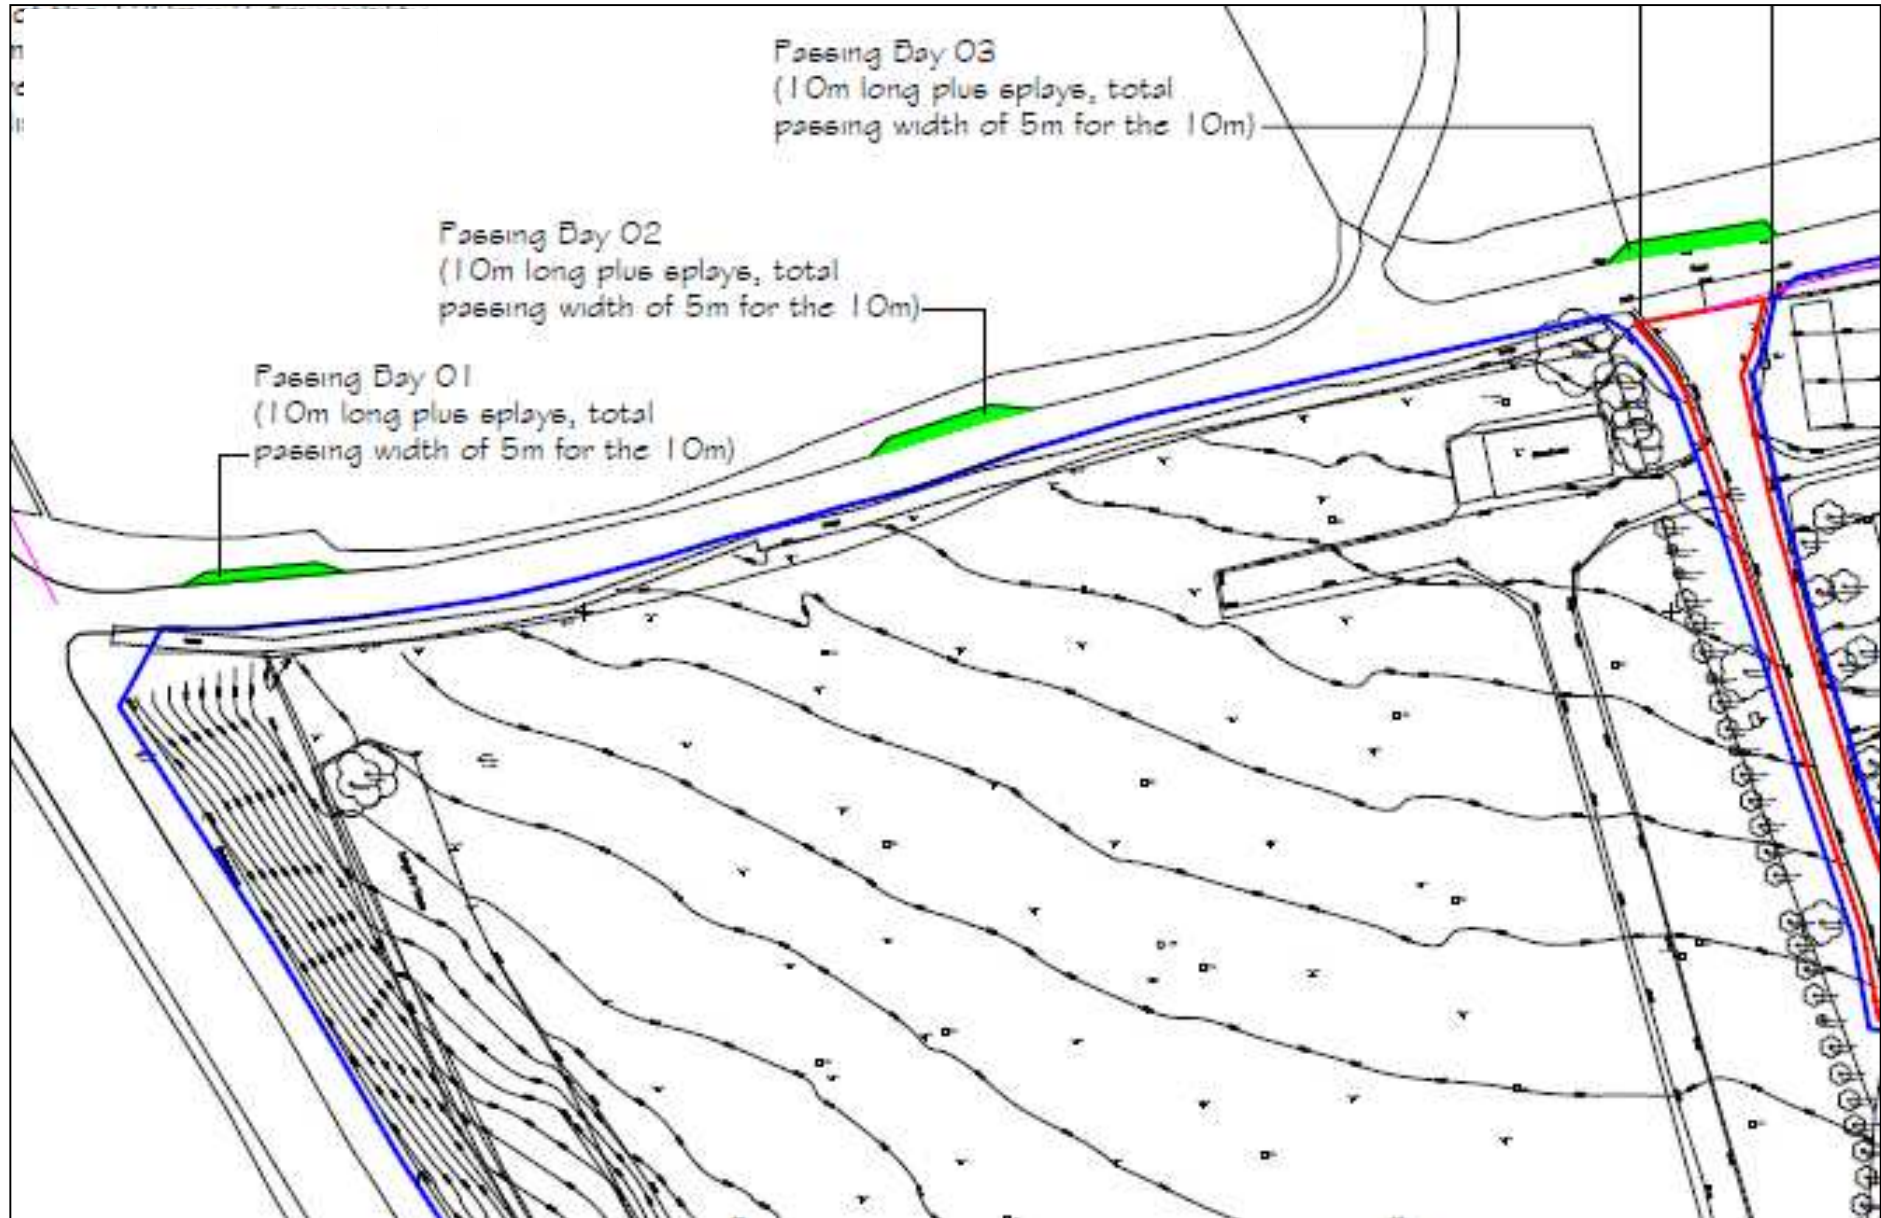 Passing Bay 03
(10m long plus splays, total
passing width of 5m for the 10m)
Passing Bay 02
(10m long plus splays, total
passing width of 5m for the 10m)
Passing Bay 01
(10m long plus splays, total
passing width of 5m for the 10m)